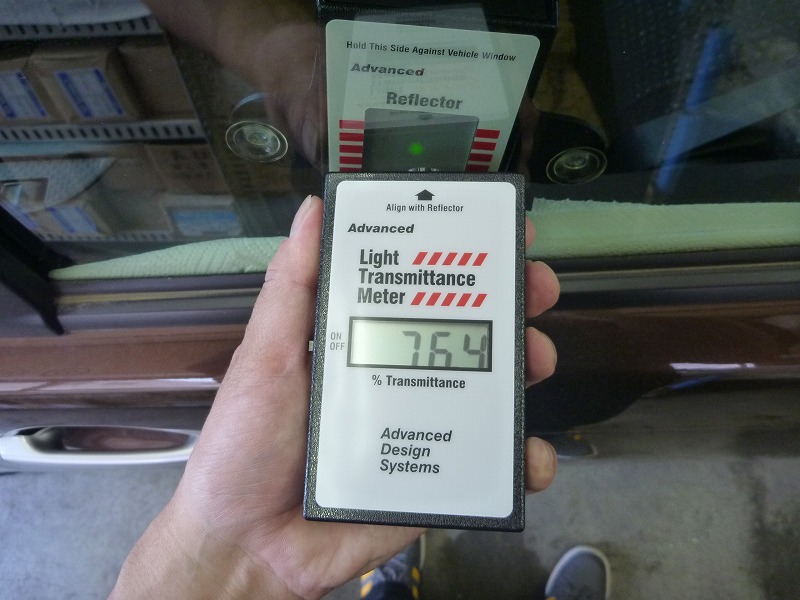 Hold This Side Against Vehicle Window
Advanced
Reflector
Align with Reflector
Advanced
Light
Transmittance
Meter
ON
OFF
76.4
% Transmittance
Advanced
Design
Systems